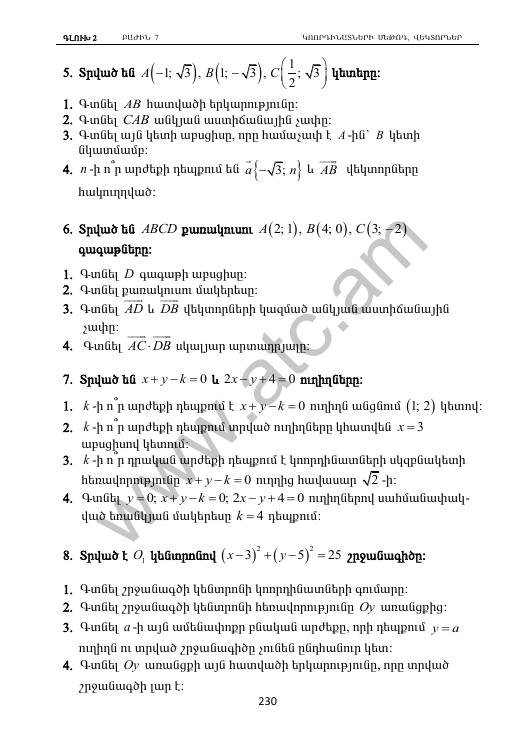 ԳԼՈՒԽ 2 ԲԱԺԻՆ 7 ԿՈՈՐԴԻՆԱՏՆԵՐԻ ՄԵԹՈԴ, ՎԵԿՏՈՐՆԵՐ
5. Տրված են A(−1; √3), B(1; −√3), C(1/2; √3) կետերը:
1. Գտնել AB հատվածի երկարությունը:
2. Գտնել CAB անկյան աստիճանային չափը:
3. Գտնել այն կետի աբսցիսը, որը համաչափ է A-ին` B կետի
նկատմամբ:
4. n-ի ո՞ր արժեքի դեպքում են a{−√3; n} և AB վեկտորները
հակուղղված:
6. Տրված են ABCD քառակուսու A(2; 1), B(4; 0), C(3; −2)
գագաթները:
1. Գտնել D գագաթի աբսցիսը:
2. Գտնել քառակուսու մակերեսը:
3. Գտնել AD և DB վեկտորների կազմած անկյան աստիճանային
չափը:
4. Գտնել AC · DB սկալյար արտադրյալը:
7. Տրված են x + y − k = 0 և 2x − y + 4 = 0 ուղիղները:
1. k-ի ո՞ր արժեքի դեպքում է x + y − k = 0 ուղիղն անցնում (1; 2) կետով:
2. k-ի ո՞ր արժեքի դեպքում տրված ուղիղները կհատվեն x = 3
աբսցիսով կետում:
3. k-ի ո՞ր դրական արժեքի դեպքում է կոորդինատների սկզբնակետի
հեռավորությունը x + y − k = 0 ուղղից հավասար √2-ի:
4. Գտնել y = 0; x + y − k = 0; 2x − y + 4 = 0 ուղիղներով սահմանափակ-
ված եռանկյան մակերեսը k = 4 դեպքում:
8. Տրված է O₁ կենտրոնով (x − 3)² + (y − 5)² = 25 շրջանագիծը:
1. Գտնել շրջանագծի կենտրոնի կոորդինատների գումարը:
2. Գտնել շրջանագծի կենտրոնի հեռավորությունը Oy առանցքից:
3. Գտնել a-ի այն ամենափոքր բնական արժեքը, որի դեպքում y = a
ուղիղն ու տրված շրջանագիծը չունեն ընդհանուր կետ:
4. Գտնել Oy առանցքի այն հատվածի երկարությունը, որը տրված
շրջանագծի լար է:
230
www.atc.am